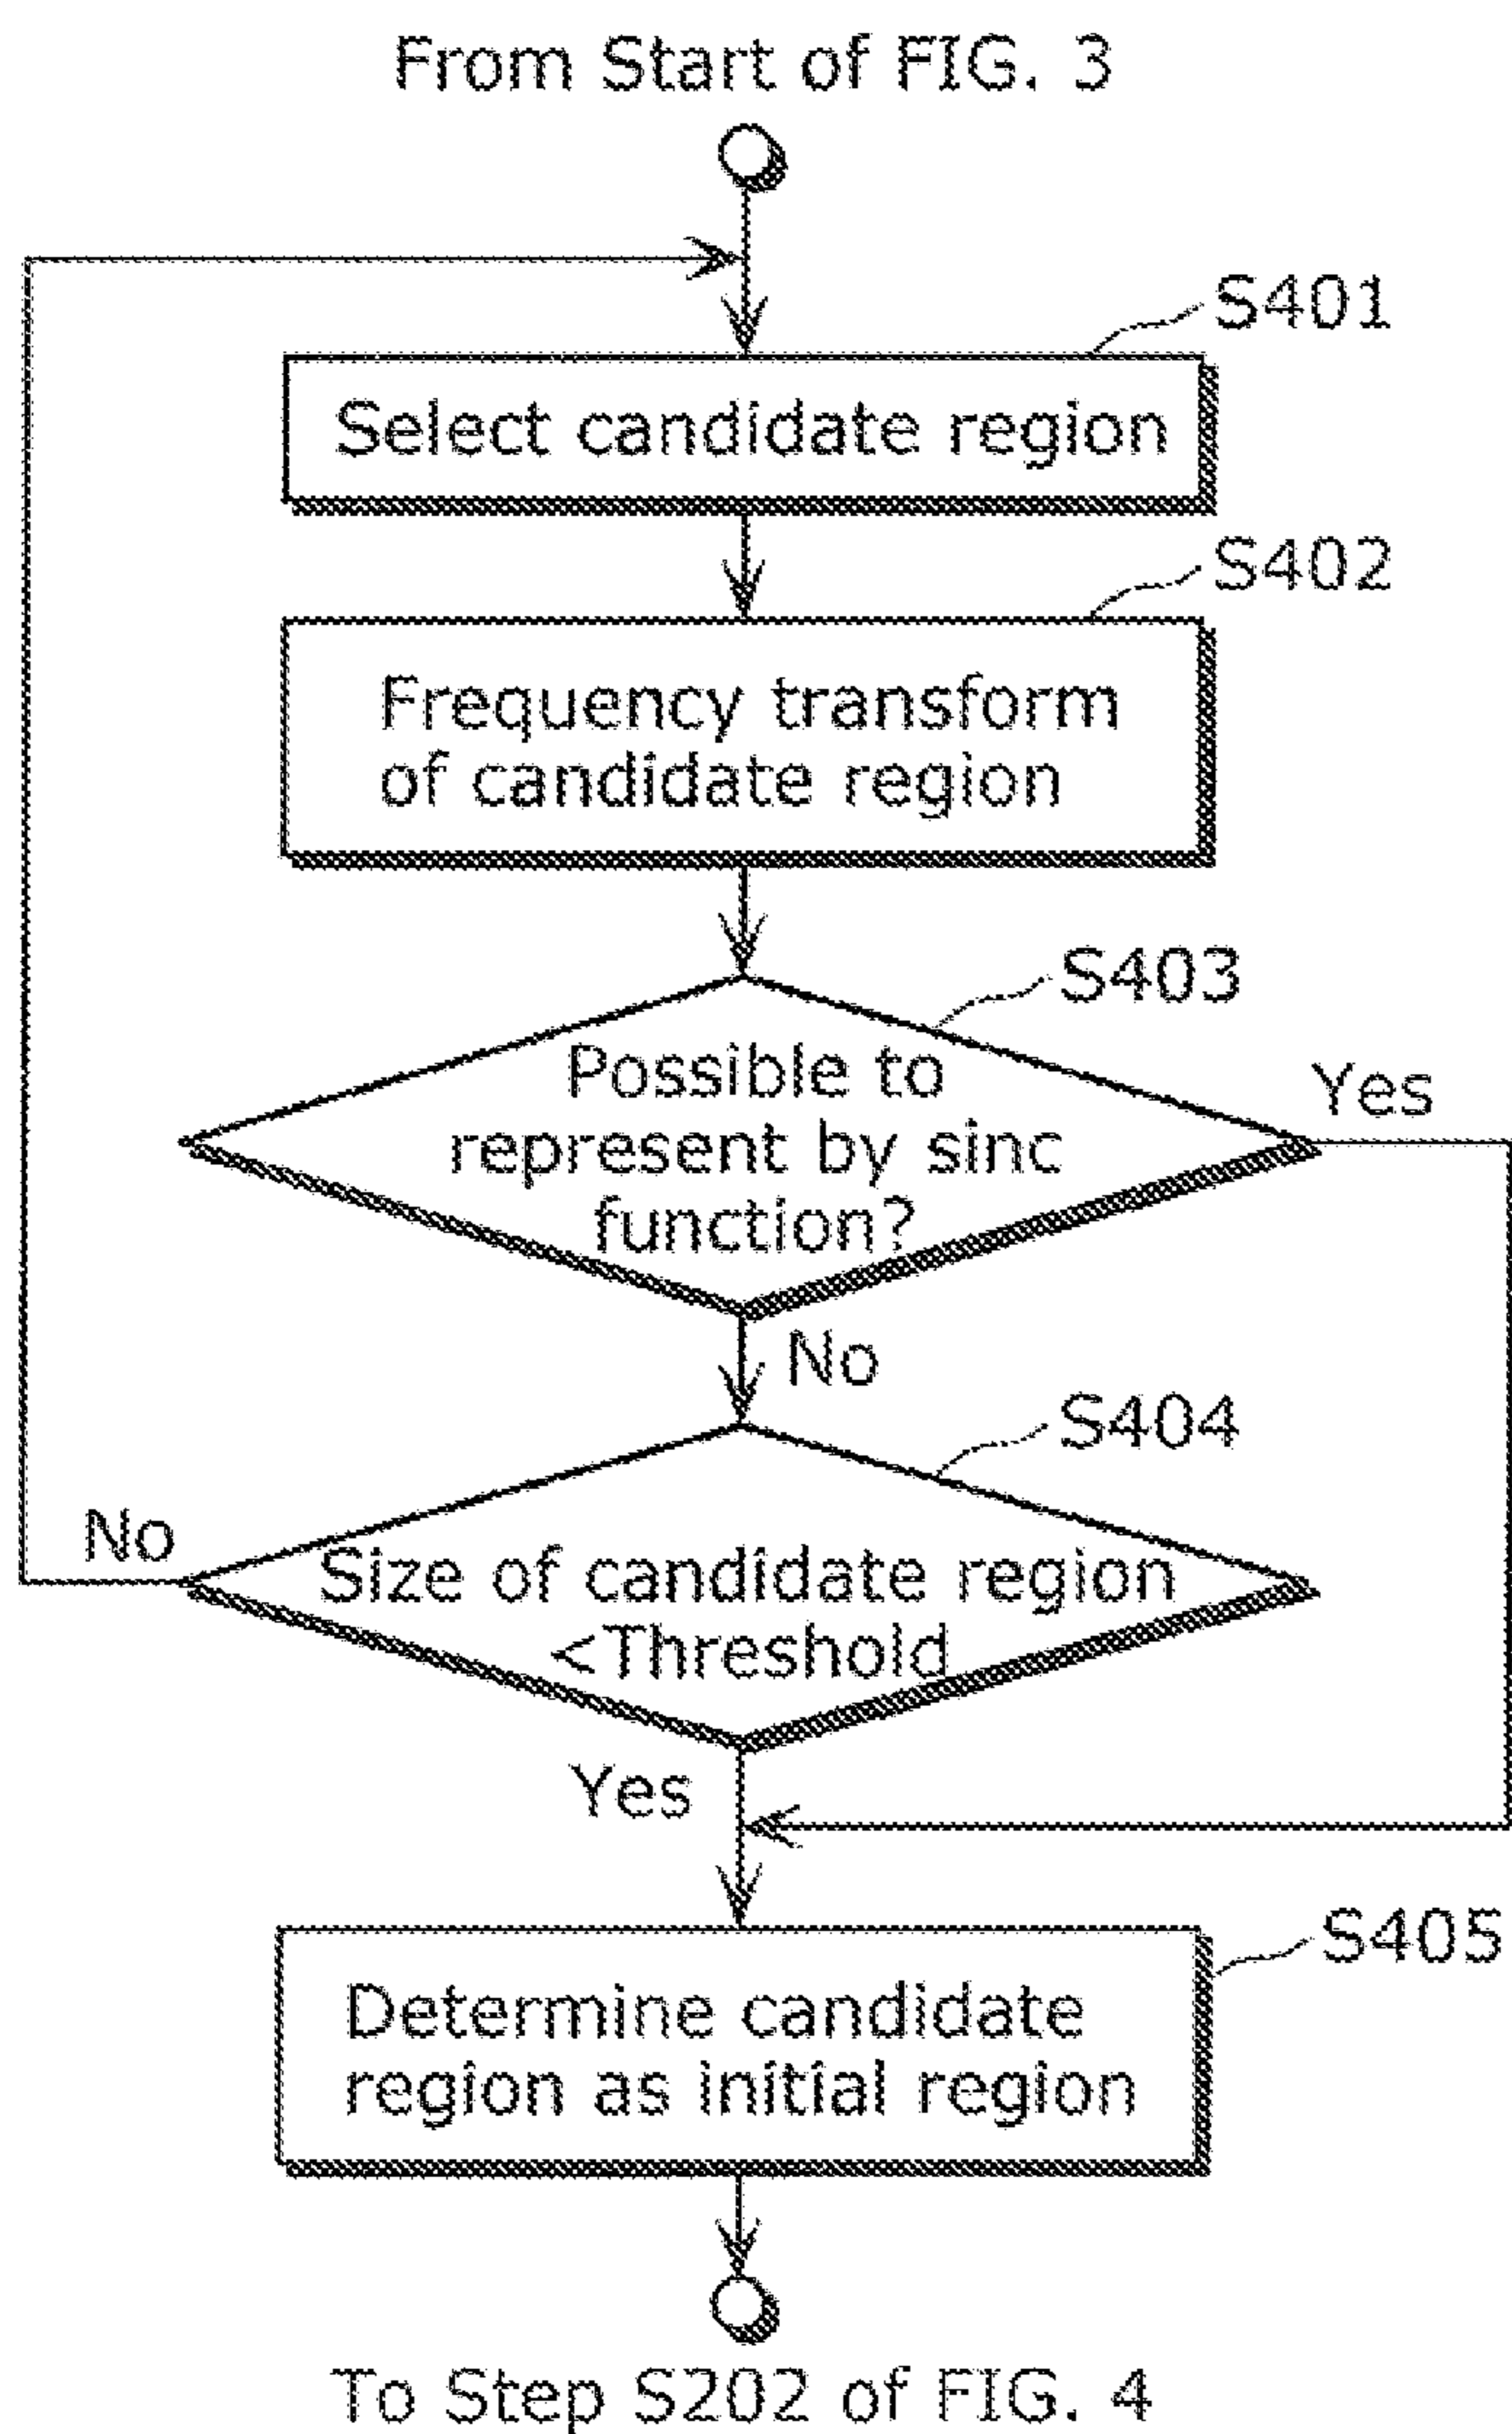 From Start of FIG. 3
S401
Select candidate region
S402
Frequency transform
of candidate region
S403
Possible to
represent by sinc
function?
Yes
No
S404
No
Size of candidate region
<Threshold
Yes
S405
Determine candidate
region as initial region
To Step S202 of FIG. 4